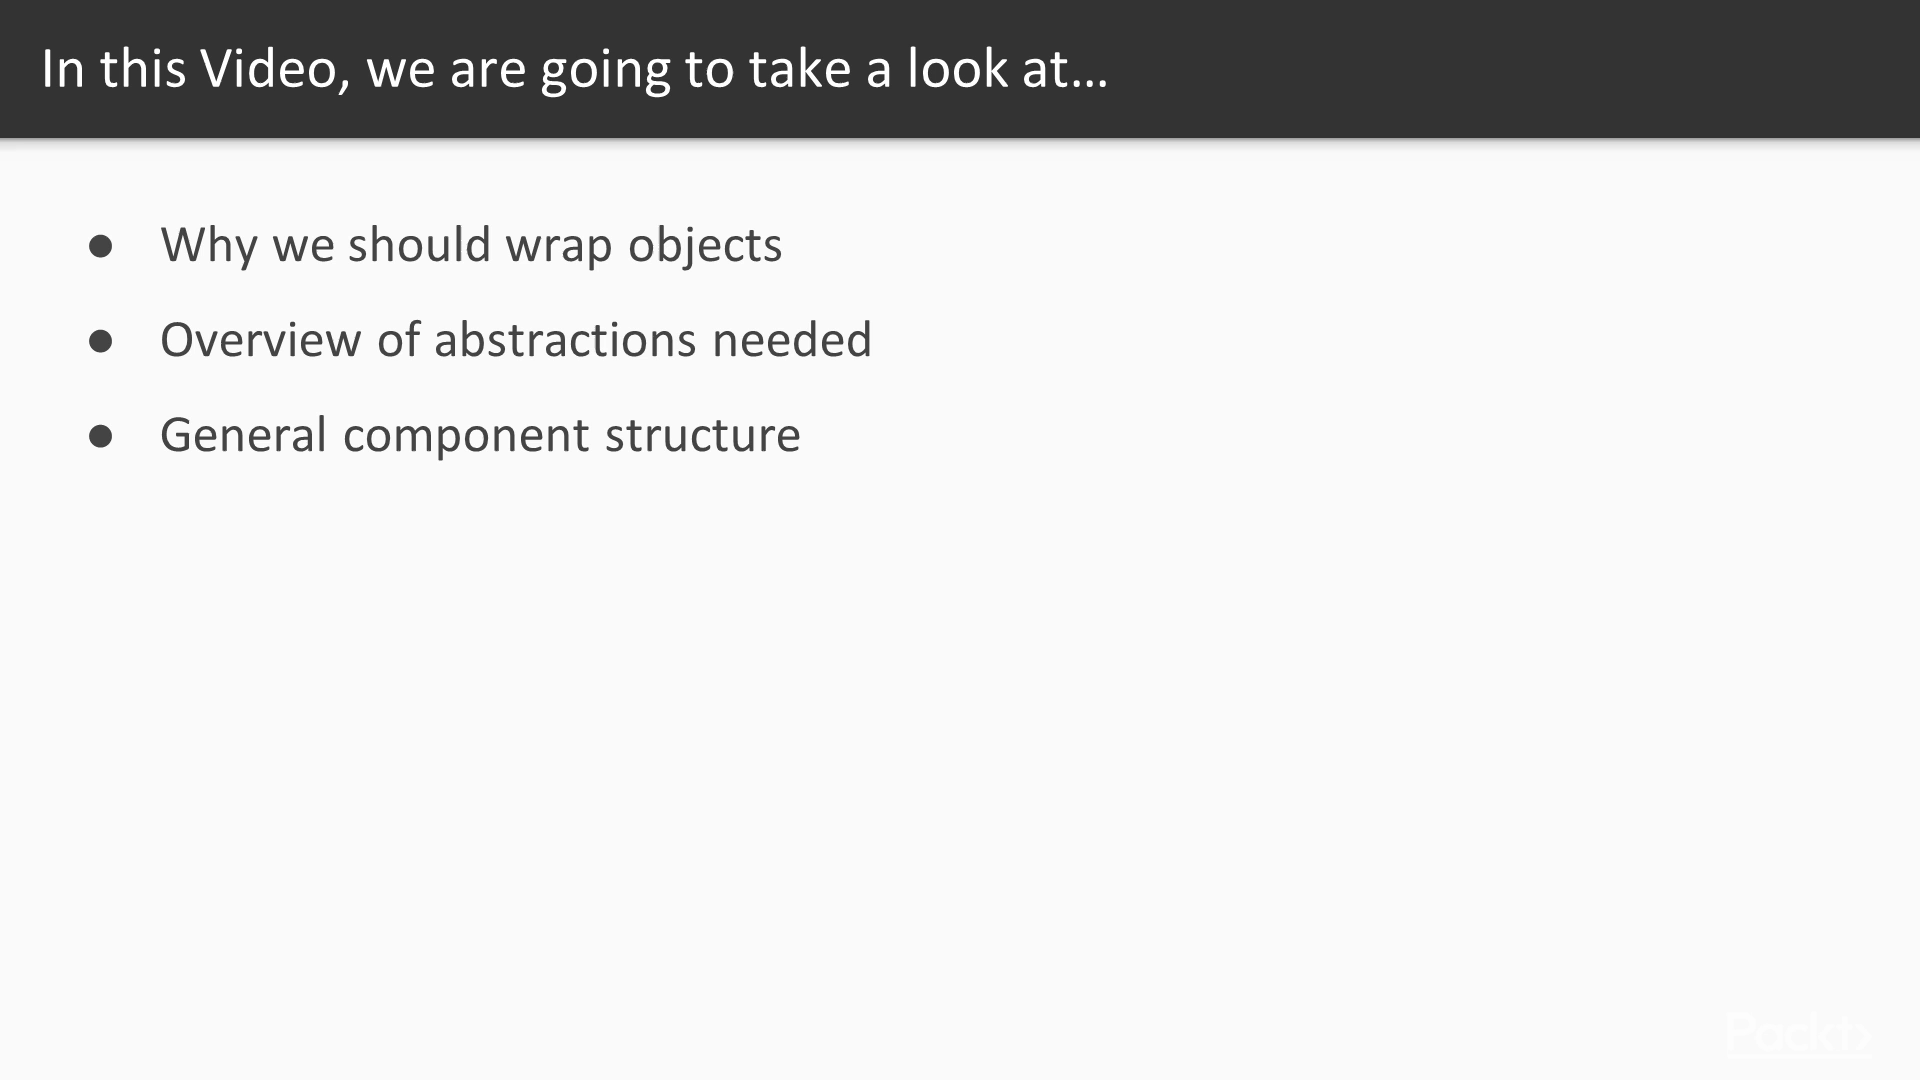 In this Video, we are going to take a look at...
● Why we should wrap objects
● Overview of abstractions needed
● General component structure
Packt>